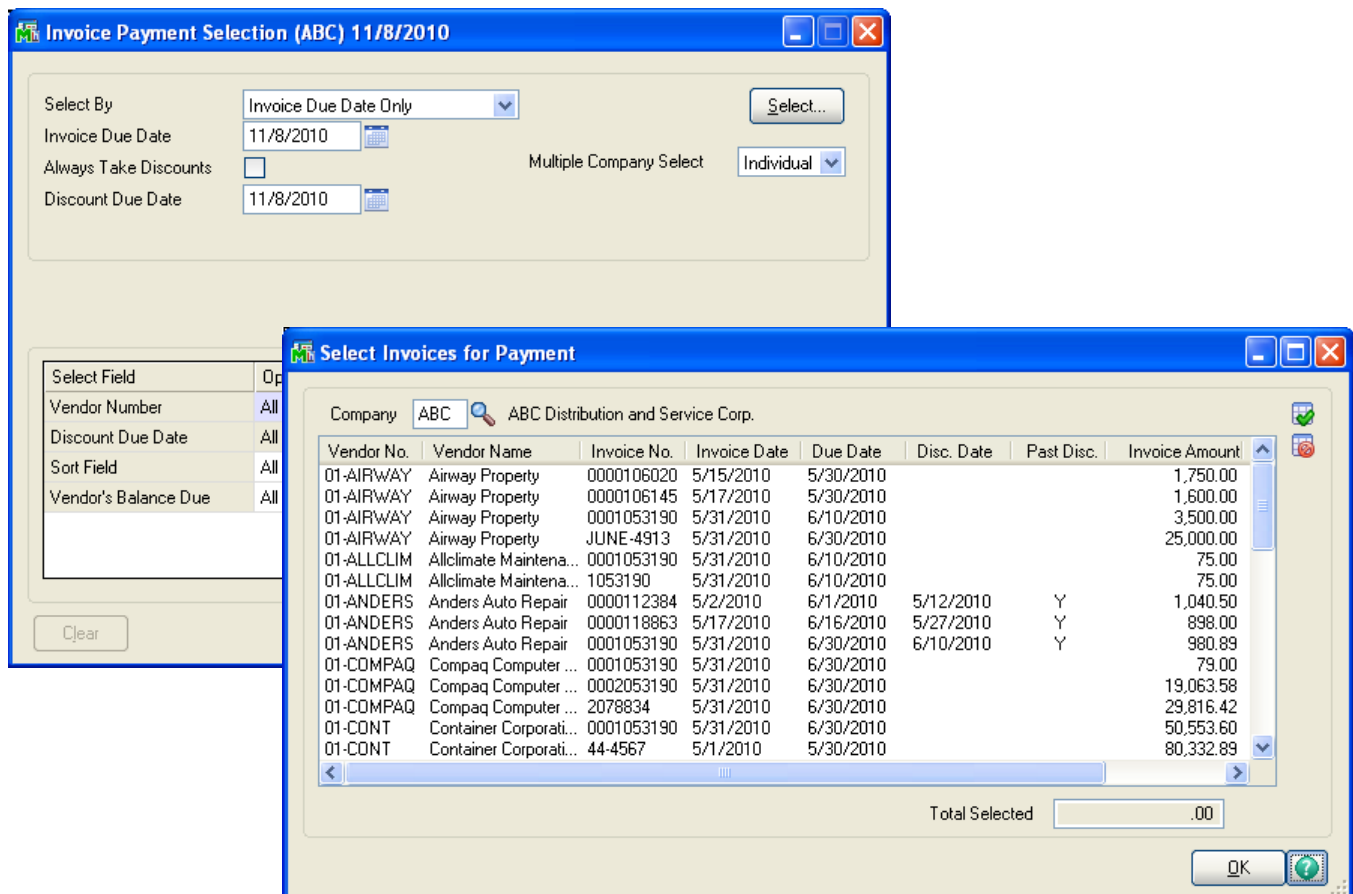 Invoice Payment Selection (ABC) 11/8/2010
Select By Invoice Due Date Only Select...
Invoice Due Date 11/8/2010
Always Take Discounts Multiple Company Select Individual
Discount Due Date 11/8/2010
Select Field Op
Vendor Number All
Discount Due Date All
Sort Field All
Vendor's Balance Due All
Clear
Select Invoices for Payment
Company ABC ABC Distribution and Service Corp.
Vendor No. Vendor Name Invoice No. Invoice Date Due Date Disc. Date Past Disc. Invoice Amount
01-AIRWAY Airway Property 0000106020 5/15/2010 5/30/2010 1,750.00
01-AIRWAY Airway Property 0000106145 5/17/2010 5/30/2010 1,600.00
01-AIRWAY Airway Property 0001053190 5/31/2010 6/10/2010 3,500.00
01-AIRWAY Airway Property JUNE-4913 5/31/2010 6/30/2010 25,000.00
01-ALLCLIM Allclimate Maintena... 0001053190 5/31/2010 6/10/2010 75.00
01-ALLCLIM Allclimate Maintena... 1053190 5/31/2010 6/10/2010 75.00
01-ANDERS Anders Auto Repair 0000112384 5/2/2010 6/1/2010 5/12/2010 Y 1,040.50
01-ANDERS Anders Auto Repair 0000118863 5/17/2010 6/16/2010 5/27/2010 Y 898.00
01-ANDERS Anders Auto Repair 0001053190 5/31/2010 6/30/2010 6/10/2010 Y 980.89
01-COMPAQ Compaq Computer ... 0001053190 5/31/2010 6/30/2010 79.00
01-COMPAQ Compaq Computer ... 0002053190 5/31/2010 6/30/2010 19,063.58
01-COMPAQ Compaq Computer ... 2078834 5/31/2010 6/30/2010 29,816.42
01-CONT Container Corporati... 0001053190 5/31/2010 6/30/2010 50,553.60
01-CONT Container Corporati... 44-4567 5/1/2010 5/30/2010 80,332.89
Total Selected .00
OK